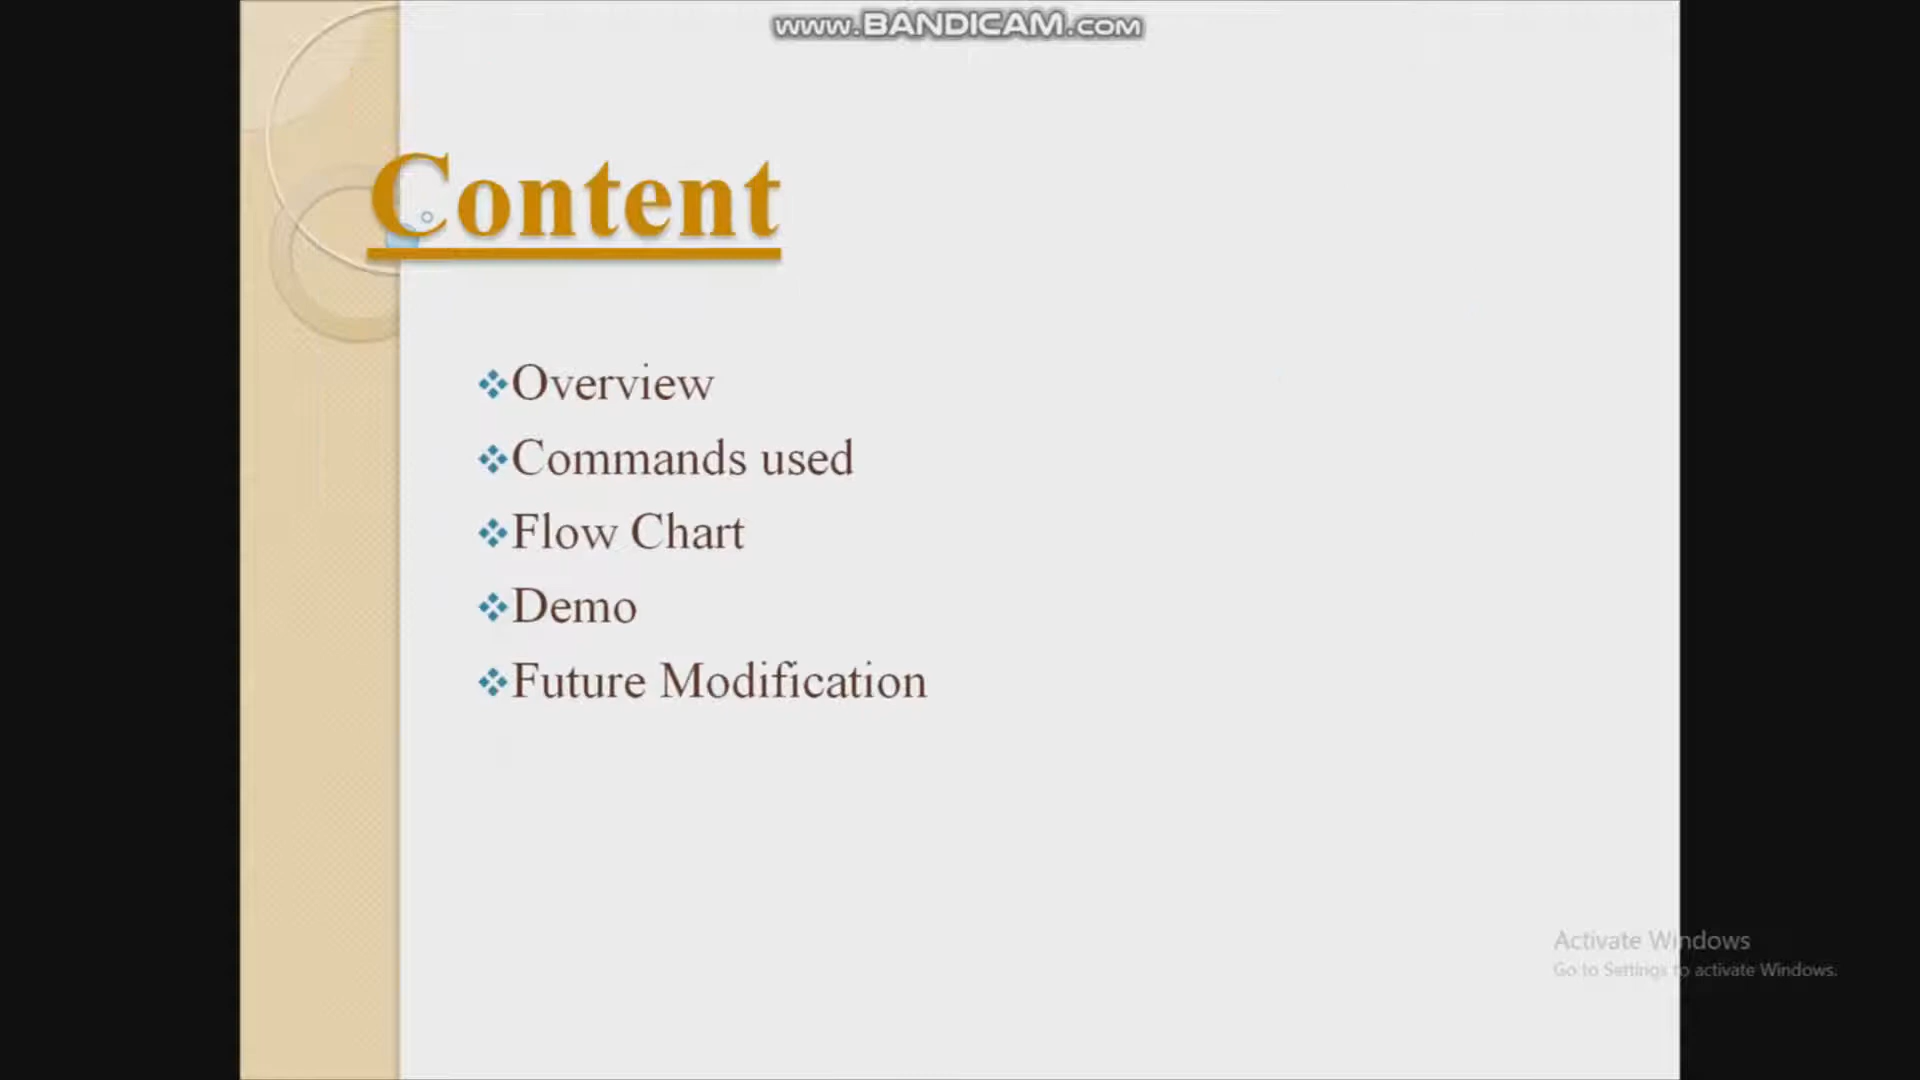 www.BANDICAM.com
Content
Overview
Commands used
Flow Chart
Demo
Future Modification
Activate Windows
Go to Settings to activate Windows.